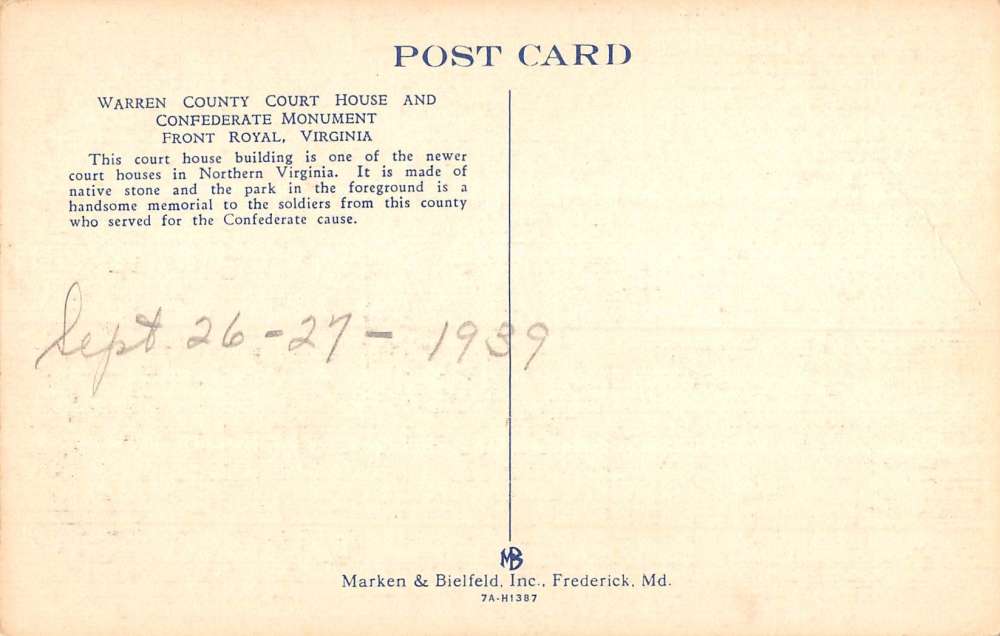 POST CARD
WARREN COUNTY COURT HOUSE AND
CONFEDERATE MONUMENT
FRONT ROYAL, VIRGINIA
This court house building is one of the newer
court houses in Northern Virginia. It is made of
native stone and the park in the foreground is a
handsome memorial to the soldiers from this county
who served for the Confederate cause.
Sept. 26-27- 1939
MB
Marken & Bielfeld, Inc., Frederick, Md.
7A-H1387